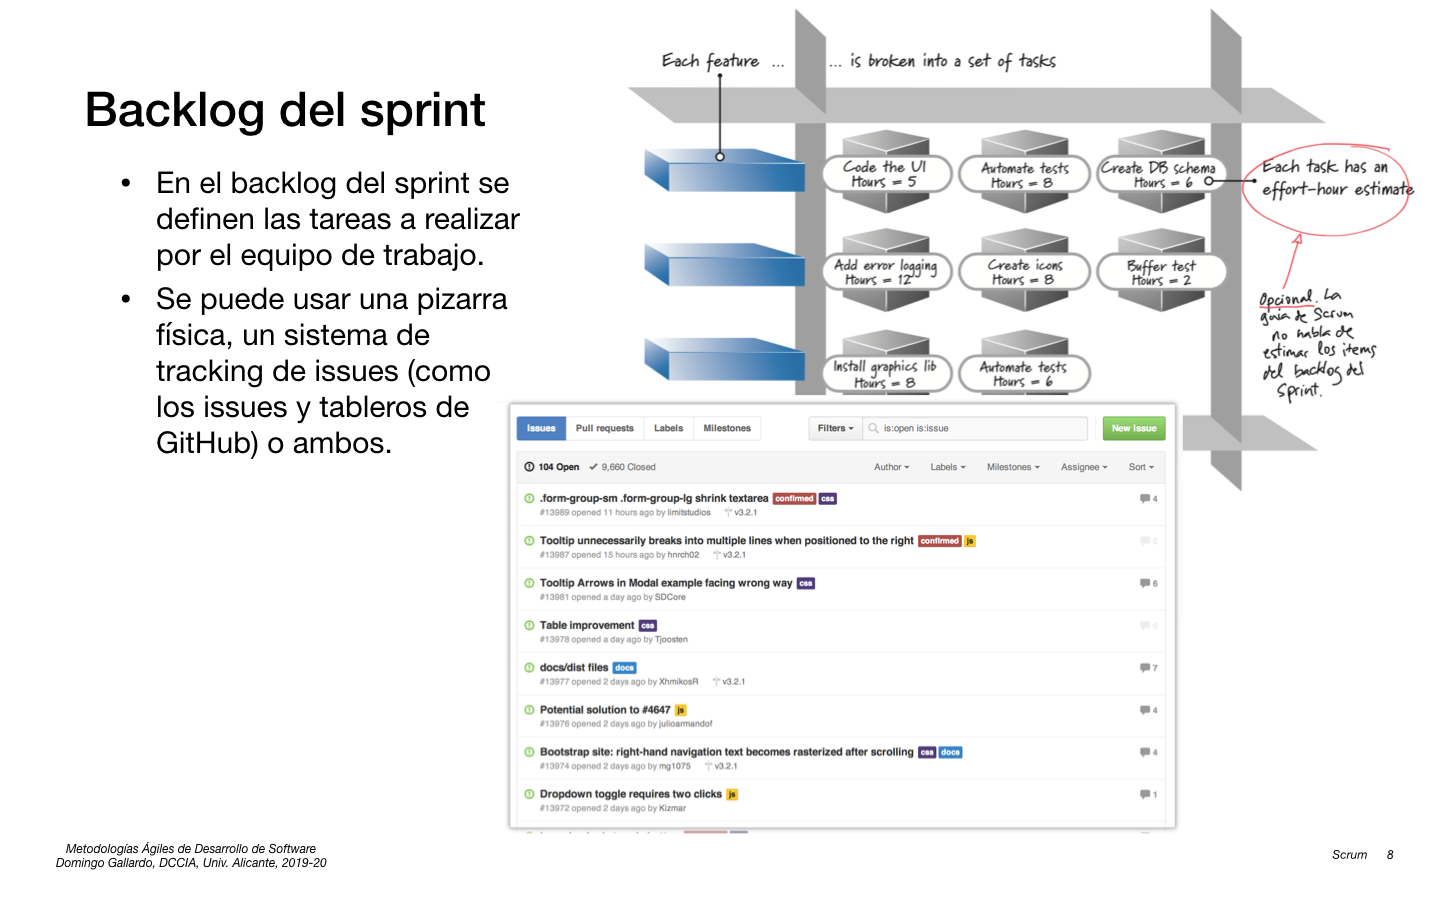 Backlog del sprint
• En el backlog del sprint se
definen las tareas a realizar
por el equipo de trabajo.
• Se puede usar una pizarra
física, un sistema de
tracking de issues (como
los issues y tableros de
GitHub) o ambos.
Each feature ...
... is broken into a set of tasks
Code the UI
Hours = 5
Automate tests
Hours = 8
Create DB schema
Hours = 6
Each task has an
effort-hour estimate
Add error logging
Hours = 12
Create icons
Hours = 8
Buffer test
Hours = 2
Install graphics lib
Hours = 8
Automate tests
Hours = 6
Opcional. La
guía de Scrum
no habla de
estimar los items
del backlog del
sprint.
Issues Pull requests Labels Milestones Filters is:open is:issue New Issue
104 Open 9,660 Closed Author Labels Milestones Assignee Sort
.form-group-sm .form-group-lg shrink textarea confirmed css 4
#13989 opened 11 hours ago by limitstudios v3.2.1
Tooltip unnecessarily breaks into multiple lines when positioned to the right confirmed js 0
#13987 opened 15 hours ago by hnrch02 v3.2.1
Tooltip Arrows in Modal example facing wrong way css 6
#13981 opened a day ago by SDCore
Table improvement css 0
#13978 opened a day ago by Tjoosten
docs/dist files docs 7
#13977 opened 2 days ago by XhmikosR v3.2.1
Potential solution to #4647 js 4
#13976 opened 2 days ago by julioarmandof
Bootstrap site: right-hand navigation text becomes rasterized after scrolling css docs 4
#13974 opened 2 days ago by mg1075 v3.2.1
Dropdown toggle requires two clicks js 1
#13972 opened 2 days ago by Kizmar
Metodologías Ágiles de Desarrollo de Software
Domingo Gallardo, DCCIA, Univ. Alicante, 2019-20
Scrum 8